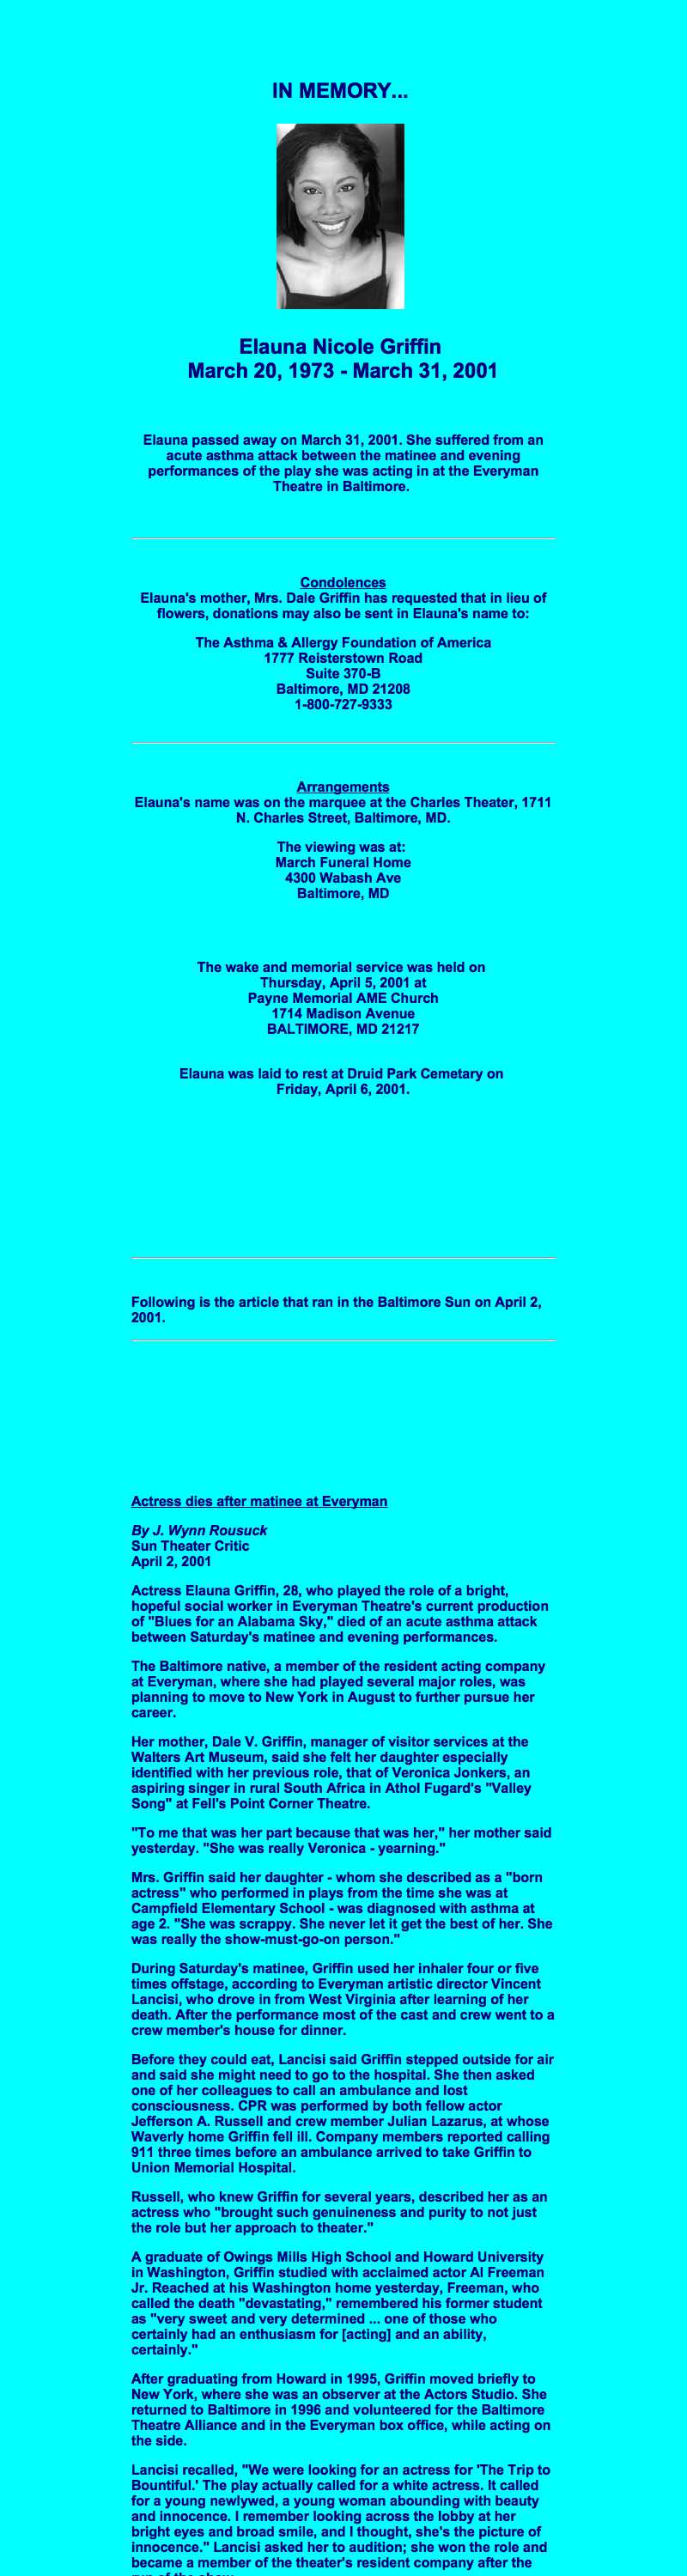 IN MEMORY...
Elauna Nicole Griffin
March 20, 1973 - March 31, 2001
Elauna passed away on March 31, 2001. She suffered from an
acute asthma attack between the matinee and evening
performances of the play she was acting in at the Everyman
Theatre in Baltimore.
Condolences
Elauna's mother, Mrs. Dale Griffin has requested that in lieu of
flowers, donations may also be sent in Elauna's name to:
The Asthma & Allergy Foundation of America
1777 Reisterstown Road
Suite 370-B
Baltimore, MD 21208
1-800-727-9333
Arrangements
Elauna's name was on the marquee at the Charles Theater, 1711
N. Charles Street, Baltimore, MD.
The viewing was at:
March Funeral Home
4300 Wabash Ave
Baltimore, MD
The wake and memorial service was held on
Thursday, April 5, 2001 at
Payne Memorial AME Church
1714 Madison Avenue
BALTIMORE, MD 21217
Elauna was laid to rest at Druid Park Cemetary on
Friday, April 6, 2001.
Following is the article that ran in the Baltimore Sun on April 2,
2001.
Actress dies after matinee at Everyman
By J. Wynn Rousuck
Sun Theater Critic
April 2, 2001
Actress Elauna Griffin, 28, who played the role of a bright,
hopeful social worker in Everyman Theatre's current production
of "Blues for an Alabama Sky," died of an acute asthma attack
between Saturday's matinee and evening performances.
The Baltimore native, a member of the resident acting company
at Everyman, where she had played several major roles, was
planning to move to New York in August to further pursue her
career.
Her mother, Dale V. Griffin, manager of visitor services at the
Walters Art Museum, said she felt her daughter especially
identified with her previous role, that of Veronica Jonkers, an
aspiring singer in rural South Africa in Athol Fugard's "Valley
Song" at Fell's Point Corner Theatre.
"To me that was her part because that was her," her mother said
yesterday. "She was really Veronica - yearning."
Mrs. Griffin said her daughter - whom she described as a "born
actress" who performed in plays from the time she was at
Campfield Elementary School - was diagnosed with asthma at
age 2. "She was scrappy. She never let it get the best of her. She
was really the show-must-go-on person."
During Saturday's matinee, Griffin used her inhaler four or five
times offstage, according to Everyman artistic director Vincent
Lancisi, who drove in from West Virginia after learning of her
death. After the performance most of the cast and crew went to a
crew member's house for dinner.
Before they could eat, Lancisi said Griffin stepped outside for air
and said she might need to go to the hospital. She then asked
one of her colleagues to call an ambulance and lost
consciousness. CPR was performed by both fellow actor
Jefferson A. Russell and crew member Julian Lazarus, at whose
Waverly home Griffin fell ill. Company members reported calling
911 three times before an ambulance arrived to take Griffin to
Union Memorial Hospital.
Russell, who knew Griffin for several years, described her as an
actress who "brought such genuineness and purity to not just
the role but her approach to theater."
A graduate of Owings Mills High School and Howard University
in Washington, Griffin studied with acclaimed actor Al Freeman
Jr. Reached at his Washington home yesterday, Freeman, who
called the death "devastating," remembered his former student
as "very sweet and very determined ... one of those who
certainly had an enthusiasm for [acting] and an ability,
certainly."
After graduating from Howard in 1995, Griffin moved briefly to
New York, where she was an observer at the Actors Studio. She
returned to Baltimore in 1996 and volunteered for the Baltimore
Theatre Alliance and in the Everyman box office, while acting on
the side.
Lancisi recalled, "We were looking for an actress for 'The Trip to
Bountiful.' The play actually called for a white actress. It called
for a young newlywed, a young woman abounding with beauty
and innocence. I remember looking across the lobby at her
bright eyes and broad smile, and I thought, she's the picture of
innocence." Lancisi asked her to audition; she won the role and
became a member of the theater's resident company after the